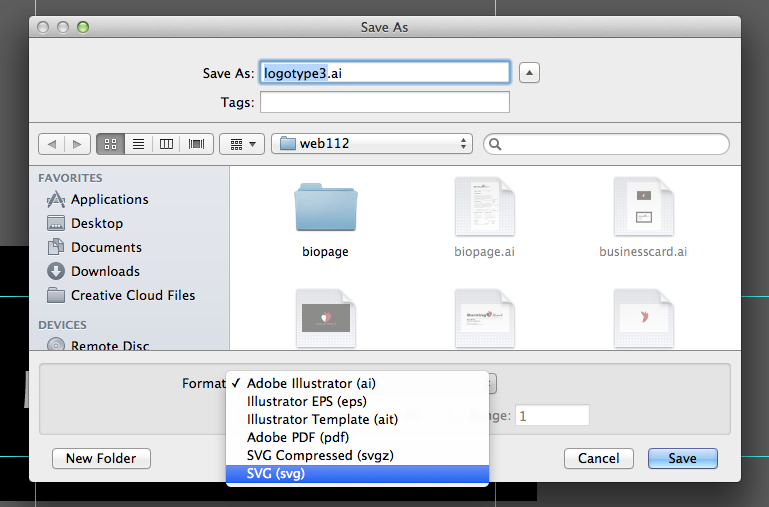 Save As
Save As: logotype3.ai
Tags:
web112
FAVORITES
Applications
Desktop
Documents
Downloads
Creative Cloud Files
DEVICES
Remote Disc
biopage
biopage.ai
businesscard.ai
Format
✓ Adobe Illustrator (ai)
Illustrator EPS (eps)
Illustrator Template (ait)
Adobe PDF (pdf)
SVG Compressed (svgz)
SVG (svg)
nge: 1
New Folder
Cancel
Save